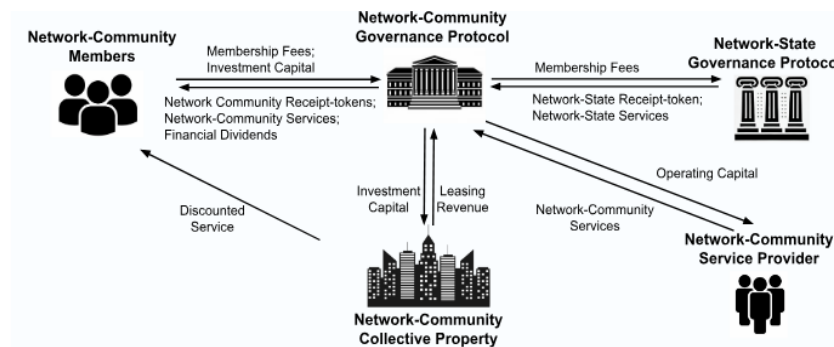 Network-Community
Members
Network-Community
Governance Protocol
Network-State
Governance Protoc
Membership Fees;
Investment Capital
Network Community Receipt-tokens;
Network-Community Services;
Financial Dividends
Membership Fees
Network-State Receipt-token;
Network-State Services
Discounted
Service
Investment
Capital
Leasing
Revenue
Operating Capital
Network-Community
Services
Network-Community
Service Provider
Network-Community
Collective Property